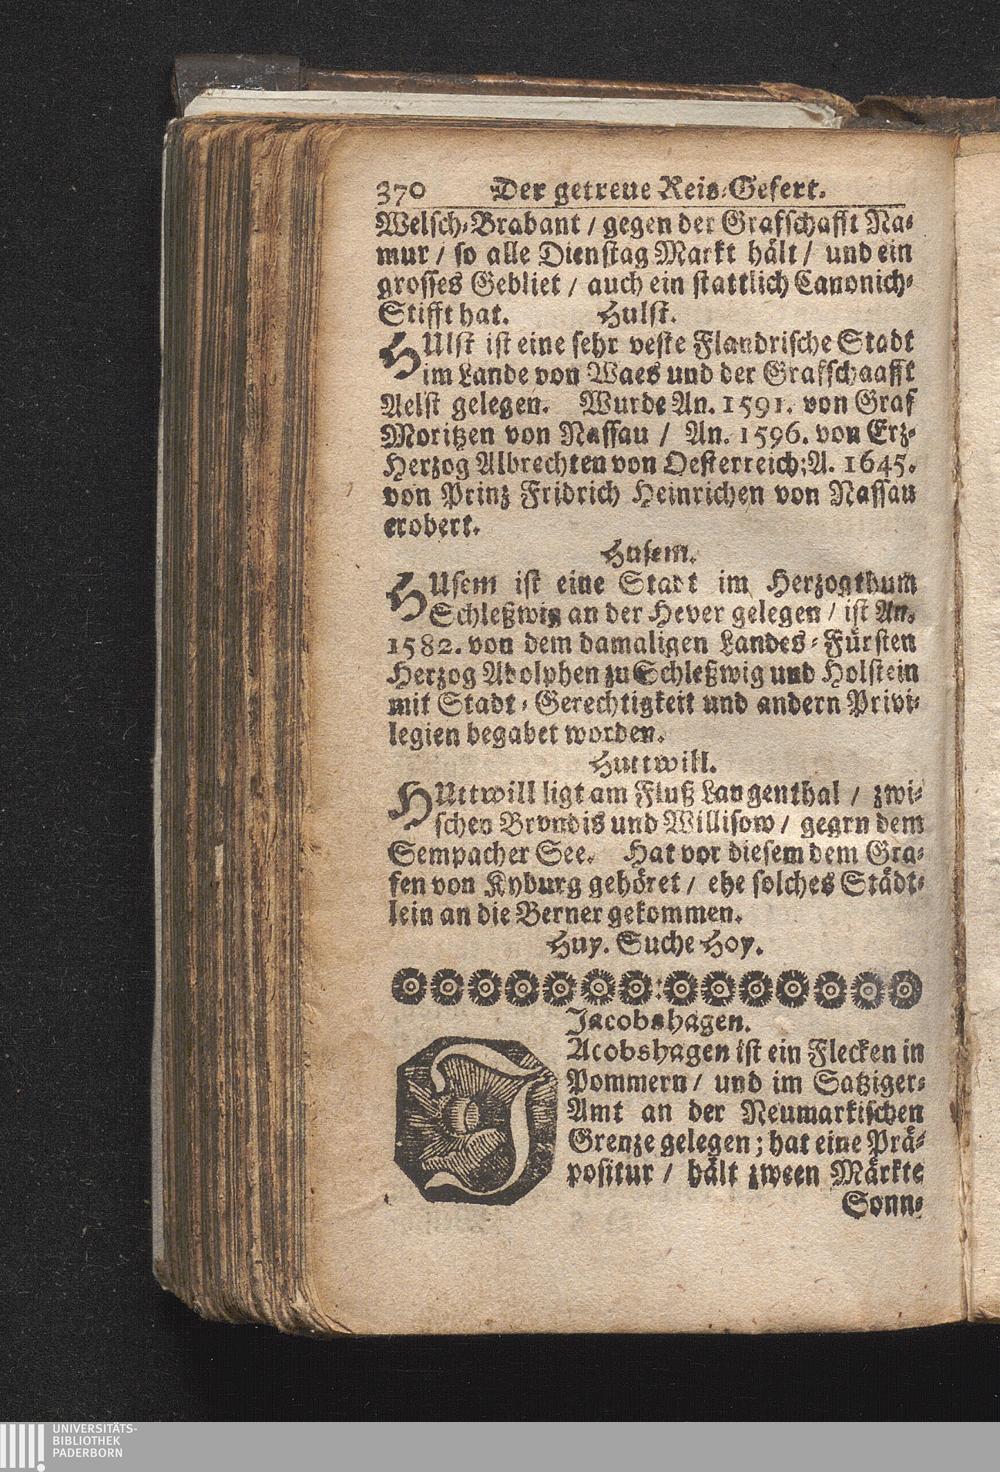 370 Der getreue Reis-Gefert.
Welsch-Brabant / gegen der Grafschafft Na-
mur / so alle Dienstag Markt hält / und ein
grosses Gebliet / auch ein stattlich Canonich-
Stifft hat. Hulst.
HUlst ist eine sehr veste Flandrische Stadt
im Lande von Waes und der Grafschaafft
Aelst gelegen. Wurde An. 1591. von Graf
Moritzen von Nassau / An. 1596. von Erz-
Herzog Albrechten von Oesterreich; A. 1645.
von Prinz Fridrich Heinrichen von Nassau
erobert.
Husem.
HUsem ist eine Stadt im Herzogthum
Schleßwig an der Hever gelegen / ist An.
1582. von dem damaligen Landes-Fürsten
Herzog Adolphen zu Schleßwig und Holstein
mit Stadt-Gerechtigkeit und andern Privi-
legien begabet worden.
Huttwill.
HUttwill ligt am Fluß Langenthal / zwi-
schen Brondis und Willisow / gegrn dem
Sempacher See. Hat vor diesem dem Gra-
fen von Kyburg gehöret / ehe solches Städt-
lein an die Berner gekommen.
Huy. Suche Hoy.
Jacobshagen.
JAcobshagen ist ein Flecken in
Pommern / und im Satziger-
Amt an der Neumarkischen
Grenze gelegen; hat eine Prä-
positur / hält zween Märkte
Sonn-
UNIVERSITÄTS-
BIBLIOTHEK
PADERBORN